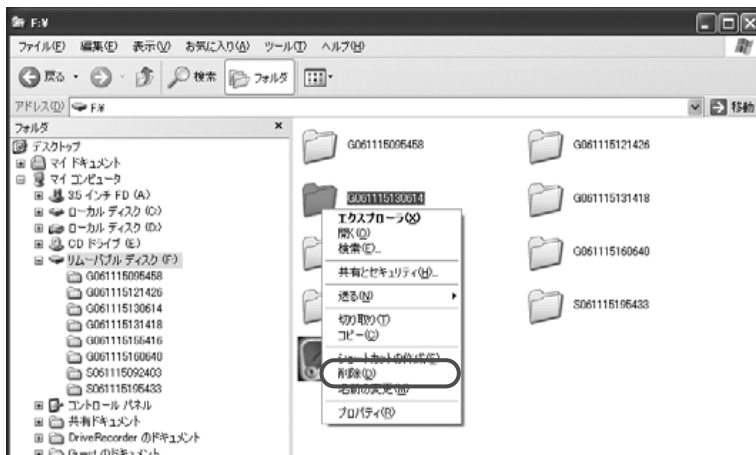 F:¥
ファイル(F) 編集(E) 表示(V) お気に入り(A) ツール(T) ヘルプ(H)
戻る 検索 フォルダ
アドレス(D) F:¥ 移動
フォルダ ×
デスクトップ
マイ ドキュメント
マイ コンピュータ
3.5 インチ FD (A:)
ローカル ディスク (C:)
ローカル ディスク (D:)
CD ドライブ (E:)
リムーバブル ディスク (F:)
G061115095458
G061115121426
G061115130614
G061115131418
G061115155416
G061115160640
S061115092403
S061115195433
コントロール パネル
共有ドキュメント
DriveRecorder のドキュメント
Guest のドキュメント
G061115095458
G061115121426
G061115130614
G061115131418
G061115160640
S061115195433
エクスプローラ(X)
開く(O)
検索(E)...
共有とセキュリティ(H)...
送る(N)
切り取り(T)
コピー(C)
ショートカットの作成(S)
削除(D)
名前の変更(M)
プロパティ(R)